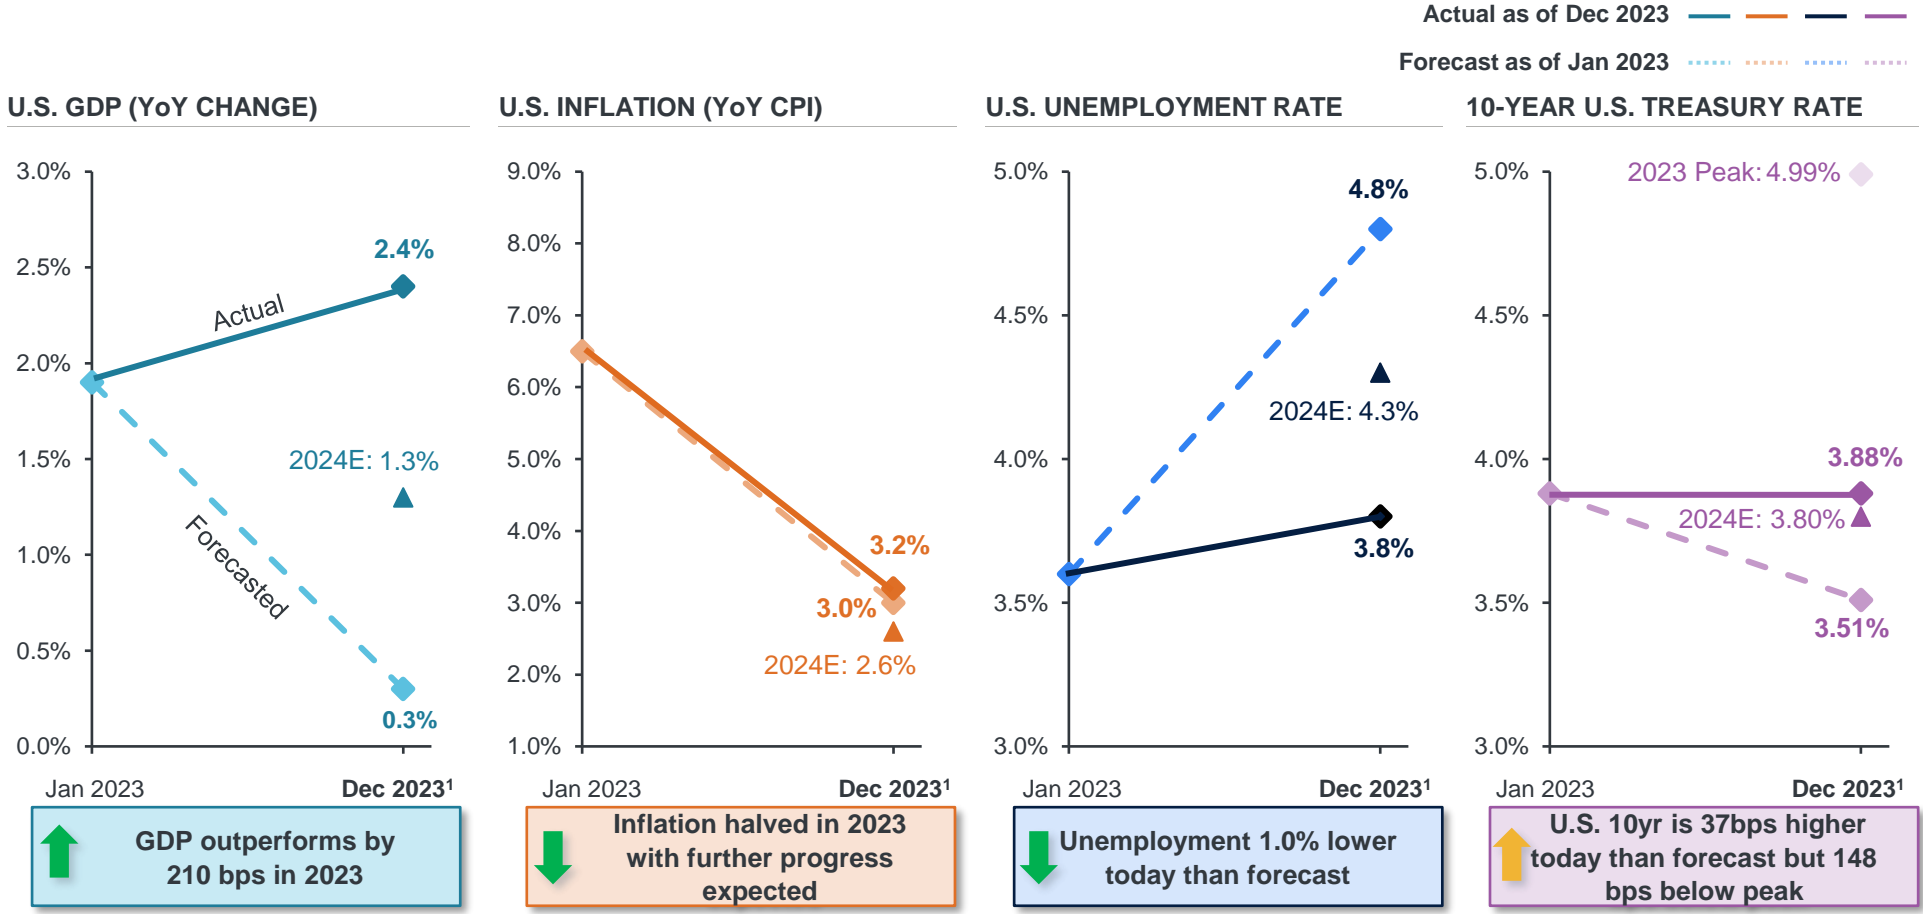 Actual as of Dec 2023
Forecast as of Jan 2023
U.S. GDP (YoY CHANGE)
3.0%
2.5%
2.0%
1.5%
1.0%
0.5%
0.0%
2.4%
Actual
2024E: 1.3%
Forecasted
0.3%
Jan 2023
Dec 2023¹
GDP outperforms by
210 bps in 2023
U.S. INFLATION (YoY CPI)
9.0%
8.0%
7.0%
6.0%
5.0%
4.0%
3.0%
2.0%
1.0%
3.2%
3.0%
2024E: 2.6%
Jan 2023
Dec 2023¹
Inflation halved in 2023
with further progress
expected
U.S. UNEMPLOYMENT RATE
5.0%
4.5%
4.0%
3.5%
3.0%
4.8%
2024E: 4.3%
3.8%
Jan 2023
Dec 2023¹
Unemployment 1.0% lower
today than forecast
10-YEAR U.S. TREASURY RATE
5.0%
4.5%
4.0%
3.5%
3.0%
2023 Peak: 4.99%
3.88%
2024E: 3.80%
3.51%
Jan 2023
Dec 2023¹
U.S. 10yr is 37bps higher
today than forecast but 148
bps below peak